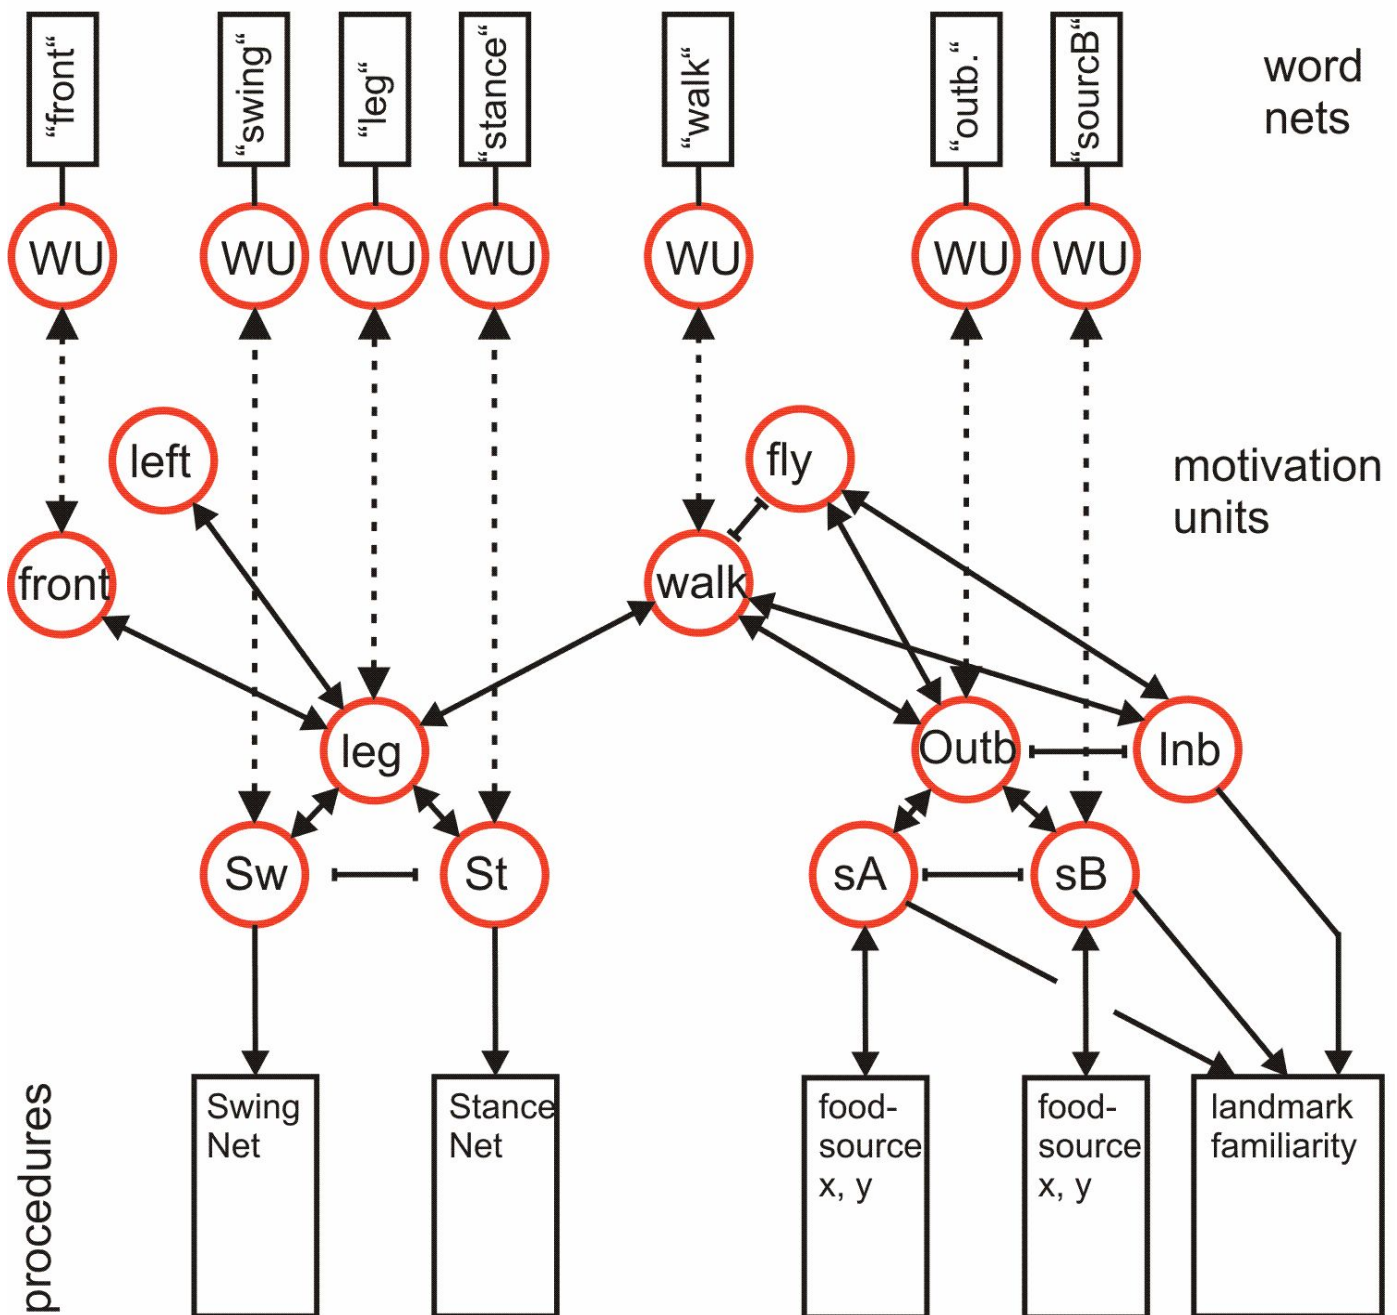 “front“
“swing“
“leg“
“stance“
“walk“
“outb.“
“sourcB“
word
nets
WU
WU
WU
WU
WU
WU
WU
left
fly
motivation
units
front
walk
leg
Outb
Inb
Sw
St
sA
sB
procedures
Swing
Net
Stance
Net
food-
source
x, y
food-
source
x, y
landmark
familiarity